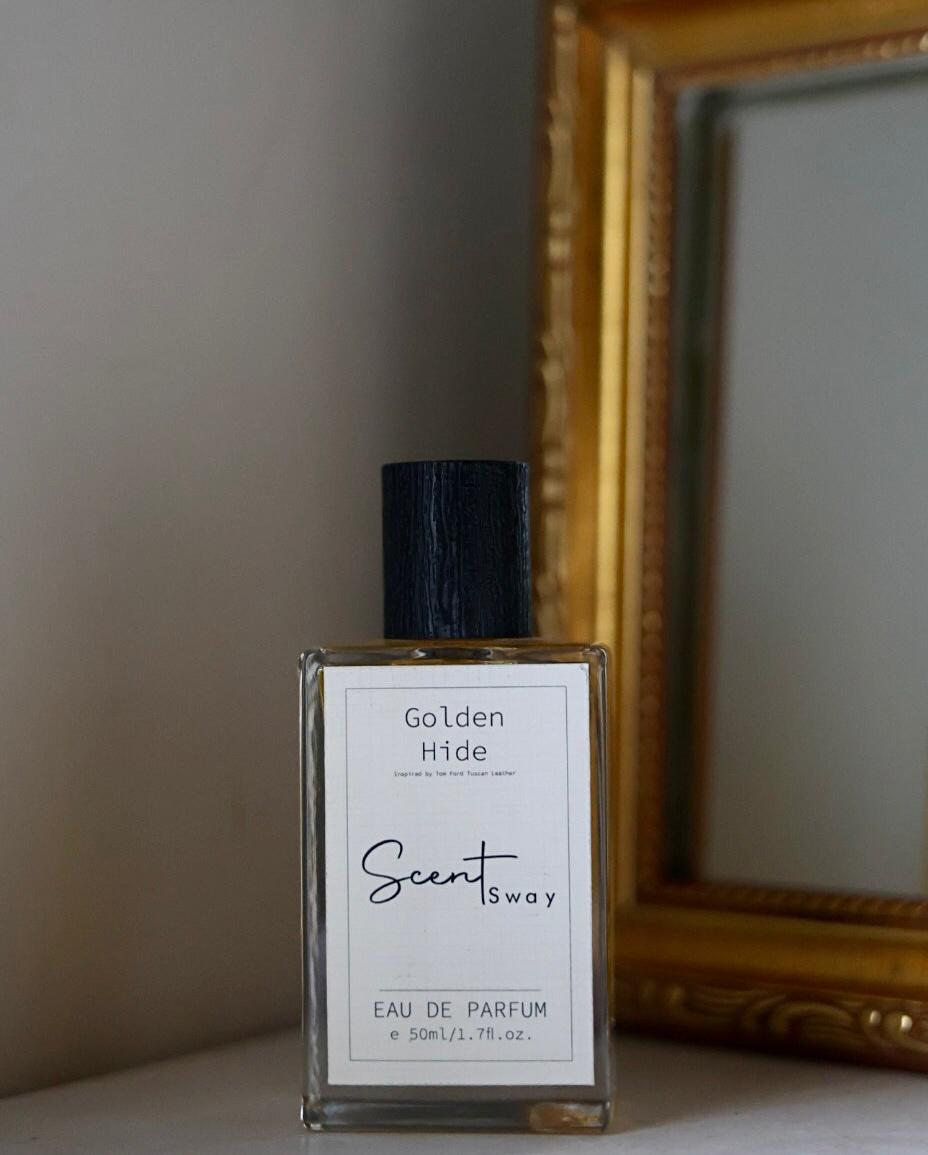 Golden
Hide
Inspired by Tom Ford Tuscan Leather
Scent
Sway
EAU DE PARFUM
e 50ml/1.7fl.oz.